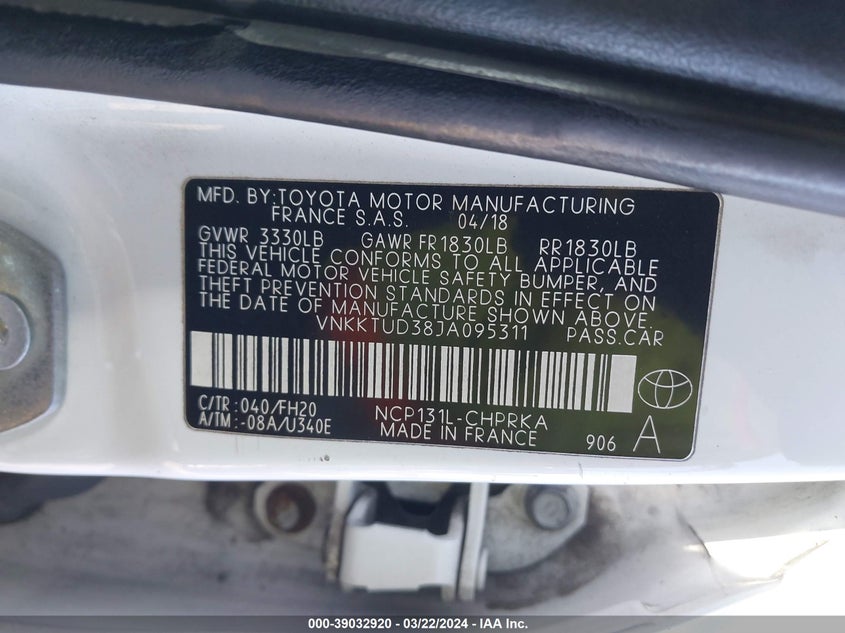 MFD. BY:TOYOTA MOTOR MANUFACTURING
FRANCE S.A.S. 04/18
GVWR 3330LB GAWR FR1830LB RR1830LB
THIS VEHICLE CONFORMS TO ALL APPLICABLE
FEDERAL MOTOR VEHICLE SAFETY BUMPER, AND
THEFT PREVENTION STANDARDS IN EFFECT ON
THE DATE OF MANUFACTURE SHOWN ABOVE.
VNKKTUD38JA095311 PASS.CAR
C/TR:040/FH20 NCP131L-CHPRKA
A/TM:-08A/U340E MADE IN FRANCE 906 A
000-39032920 - 03/22/2024 - IAA Inc.